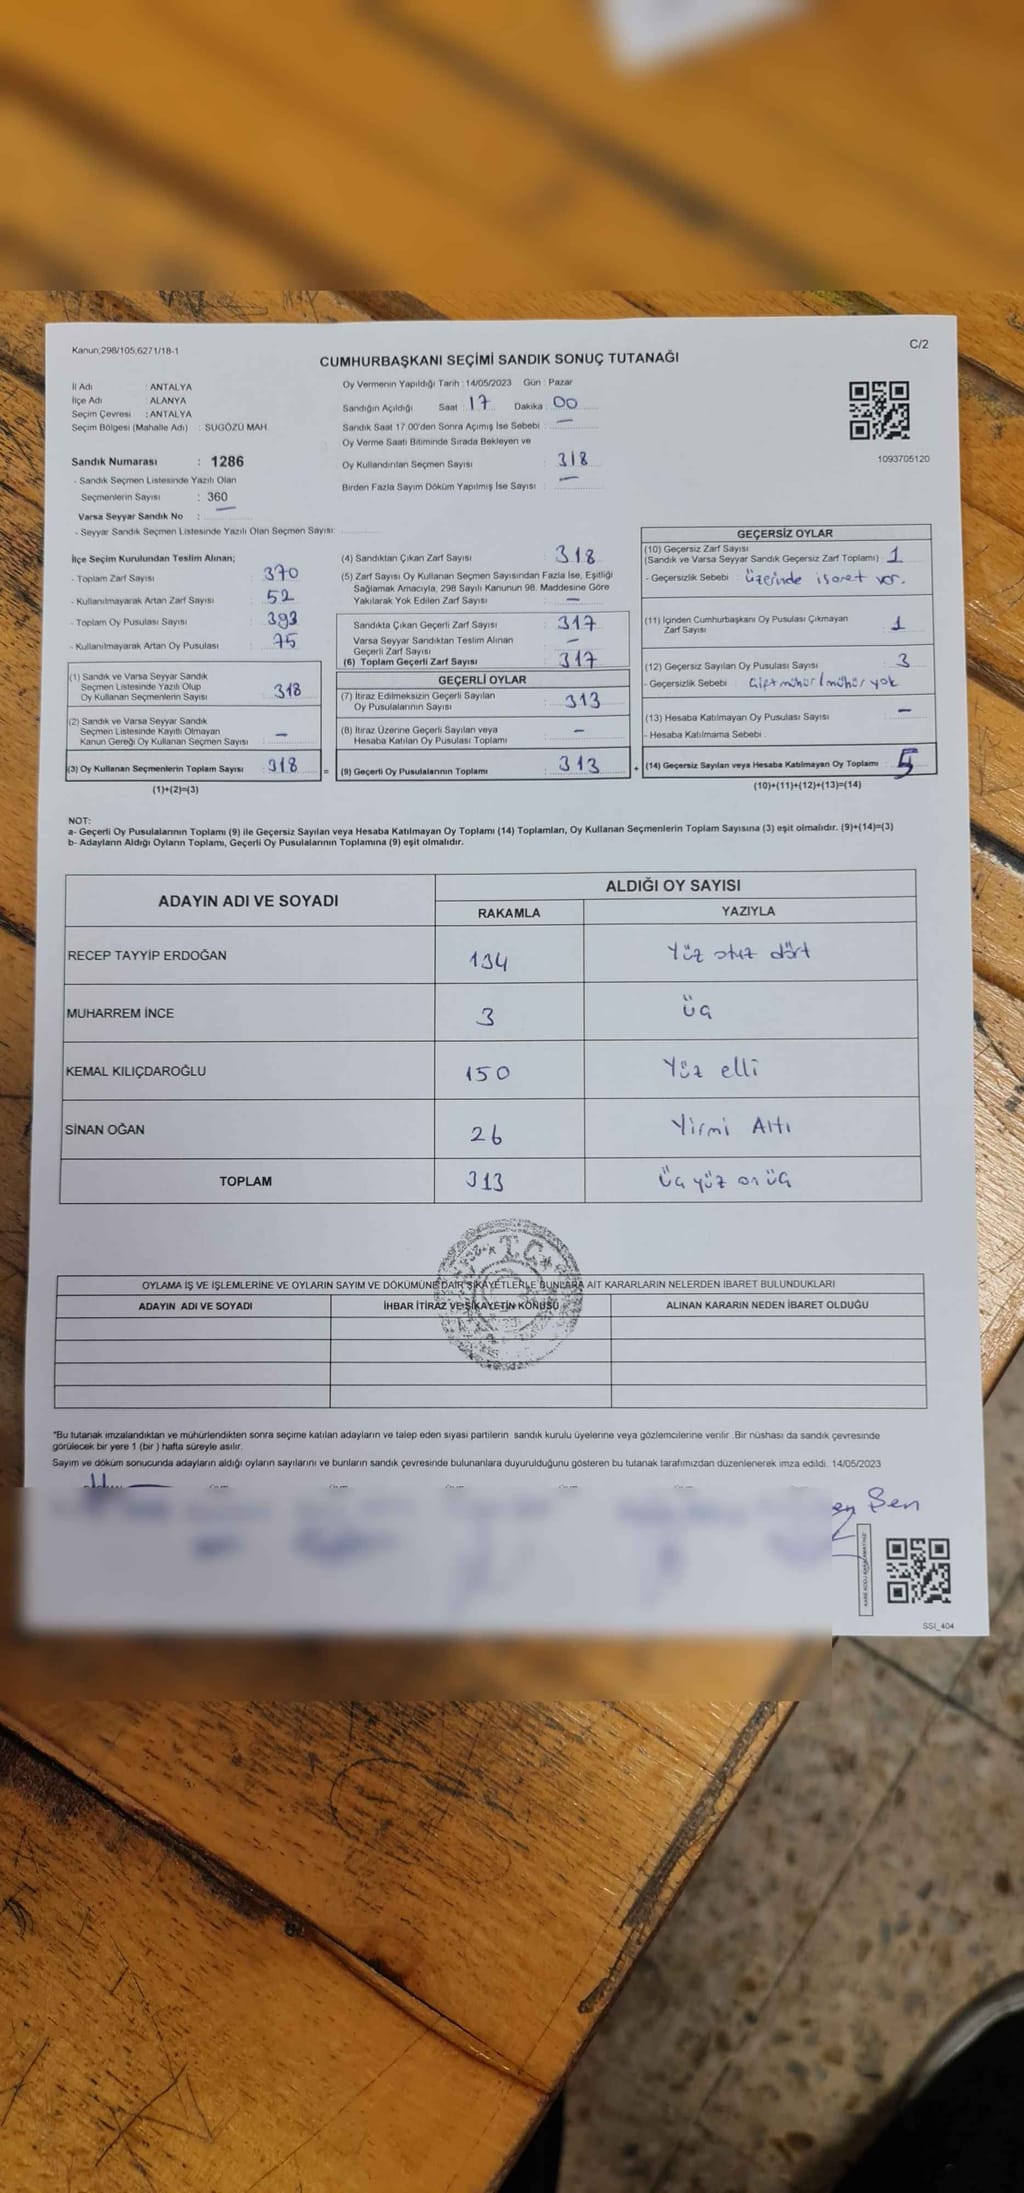 Kanun;298/105;6271/18-1
C/2
CUMHURBAŞKANI SEÇİMİ SANDIK SONUÇ TUTANAĞI
İl Adı : ANTALYA
İlçe Adı : ALANYA
Seçim Çevresi : ANTALYA
Seçim Bölgesi (Mahalle Adı) : SUGÖZÜ MAH.
Sandık Numarası : 1286
- Sandık Seçmen Listesinde Yazılı Olan
Seçmenlerin Sayısı : 360
Varsa Seyyar Sandık No : —
- Seyyar Sandık Seçmen Listesinde Yazılı Olan Seçmen Sayısı:
Oy Vermenin Yapıldığı Tarih : 14/05/2023 Gün : Pazar
Sandığın Açıldığı Saat : 17 Dakika : 00
Sandık Saat 17:00'den Sonra Açımış İse Sebebi : —
Oy Verme Saati Bitiminde Sırada Bekleyen ve
Oy Kullandırılan Seçmen Sayısı : 318
Birden Fazla Sayım Döküm Yapılmış İse Sayısı : —
1093705120
İlçe Seçim Kurulundan Teslim Alınan;
- Toplam Zarf Sayısı : 370
- Kullanılmayarak Artan Zarf Sayısı : 52
- Toplam Oy Pusulası Sayısı : 393
- Kullanılmayarak Artan Oy Pusulası : 75
(1) Sandık ve Varsa Seyyar Sandık
Seçmen Listesinde Yazılı Olup
Oy Kullanan Seçmenlerin Sayısı : 318
(2) Sandık ve Varsa Seyyar Sandık
Seçmen Listesinde Kayıtlı Olmayan
Kanun Gereği Oy Kullanan Seçmen Sayısı : —
(3) Oy Kullanan Seçmenlerin Toplam Sayısı : 318
(1)+(2)=(3)
(4) Sandıktan Çıkan Zarf Sayısı : 318
(5) Zarf Sayısı Oy Kullanan Seçmen Sayısından Fazla İse, Eşitliği
Sağlamak Amacıyla, 298 Sayılı Kanunun 98. Maddesine Göre
Yakılarak Yok Edilen Zarf Sayısı : —
Sandıkta Çıkan Geçerli Zarf Sayısı : 317
Varsa Seyyar Sandıktan Teslim Alınan
Geçerli Zarf Sayısı : —
(6) Toplam Geçerli Zarf Sayısı : 317
GEÇERLİ OYLAR
(7) İtiraz Edilmeksizin Geçerli Sayılan
Oy Pusulalarının Sayısı : 313
(8) İtiraz Üzerine Geçerli Sayılan veya
Hesaba Katılan Oy Pusulası Toplamı : —
= (9) Geçerli Oy Pusulalarının Toplamı : 313
GEÇERSİZ OYLAR
(10) Geçersiz Zarf Sayısı
(Sandık ve Varsa Seyyar Sandık Geçersiz Zarf Toplamı) : 1
- Geçersizlik Sebebi : üzerinde işaret var.
(11) İçinden Cumhurbaşkanı Oy Pusulası Çıkmayan
Zarf Sayısı : 1
(12) Geçersiz Sayılan Oy Pusulası Sayısı : 3
- Geçersizlik Sebebi : Çift mühür / mühür yok
(13) Hesaba Katılmayan Oy Pusulası Sayısı : —
- Hesaba Katılmama Sebebi :
+ (14) Geçersiz Sayılan veya Hesaba Katılmayan Oy Toplamı : 5
(10)+(11)+(12)+(13)=(14)
NOT:
a- Geçerli Oy Pusulalarının Toplamı (9) ile Geçersiz Sayılan veya Hesaba Katılmayan Oy Toplamı (14) Toplamları, Oy Kullanan Seçmenlerin Toplam Sayısına (3) eşit olmalıdır. (9)+(14)=(3)
b- Adayların Aldığı Oyların Toplamı, Geçerli Oy Pusulalarının Toplamına (9) eşit olmalıdır.
ADAYIN ADI VE SOYADI
ALDIĞI OY SAYISI
RAKAMLA YAZIYLA
RECEP TAYYİP ERDOĞAN 134 Yüz otuz dört
MUHARREM İNCE 3 üç
KEMAL KILIÇDAROĞLU 150 Yüz elli
SİNAN OĞAN 26 Yirmi Altı
TOPLAM 313 üç yüz on üç
T.C.
OYLAMA İŞ VE İŞLEMLERİNE VE OYLARIN SAYIM VE DÖKÜMÜNE DAİR ŞİKAYETLERLE BUNLARA AİT KARARLARIN NELERDEN İBARET BULUNDUKLARI
ADAYIN ADI VE SOYADI İHBAR İTİRAZ VE ŞİKAYETİN KONUSU ALINAN KARARIN NEDEN İBARET OLDUĞU
*Bu tutanak imzalandıktan ve mühürlendikten sonra seçime katılan adayların ve talep eden siyasi partilerin sandık kurulu üyelerine veya gözlemcilerine verilir. Bir nüshası da sandık çevresinde
görülecek bir yere 1 (bir ) hafta süreyle asılır.
Sayım ve döküm sonucunda adayların aldığı oyların sayılarını ve bunların sandık çevresinde bulunanlara duyurulduğunu gösteren bu tutanak tarafımızdan düzenlenerek imza edildi. 14/05/2023
Şen
SSI_404